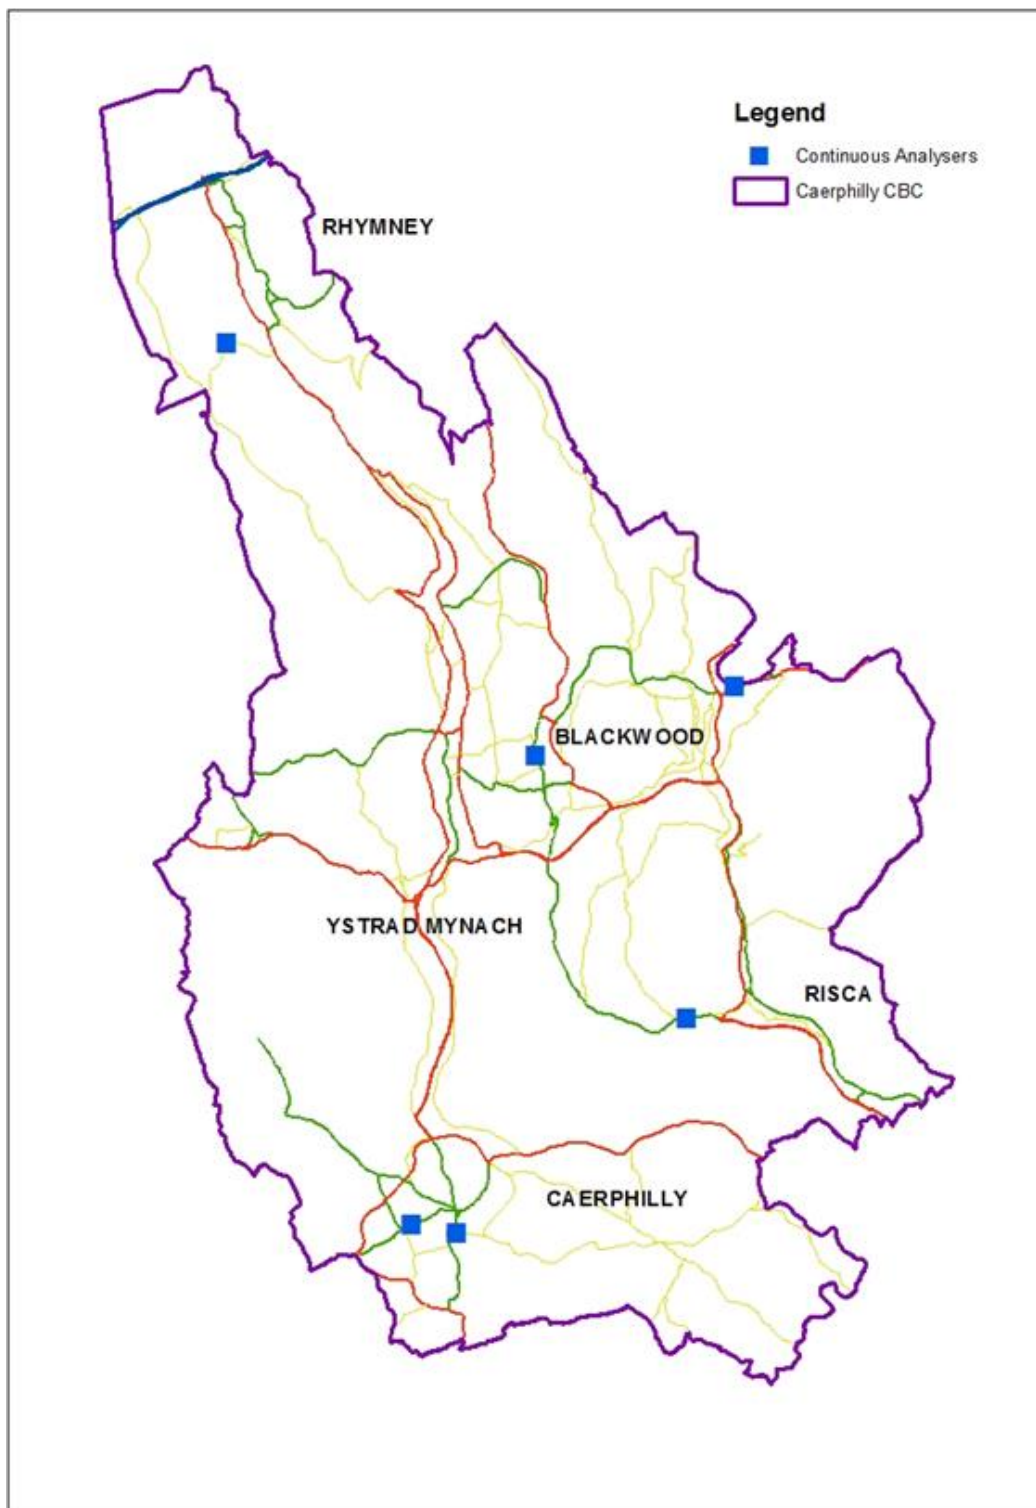 Legend
Continuous Analysers
Caerphilly CBC
RHYMNEY
BLACKWOOD
YSTRAD MYNACH
RISCA
CAERPHILLY